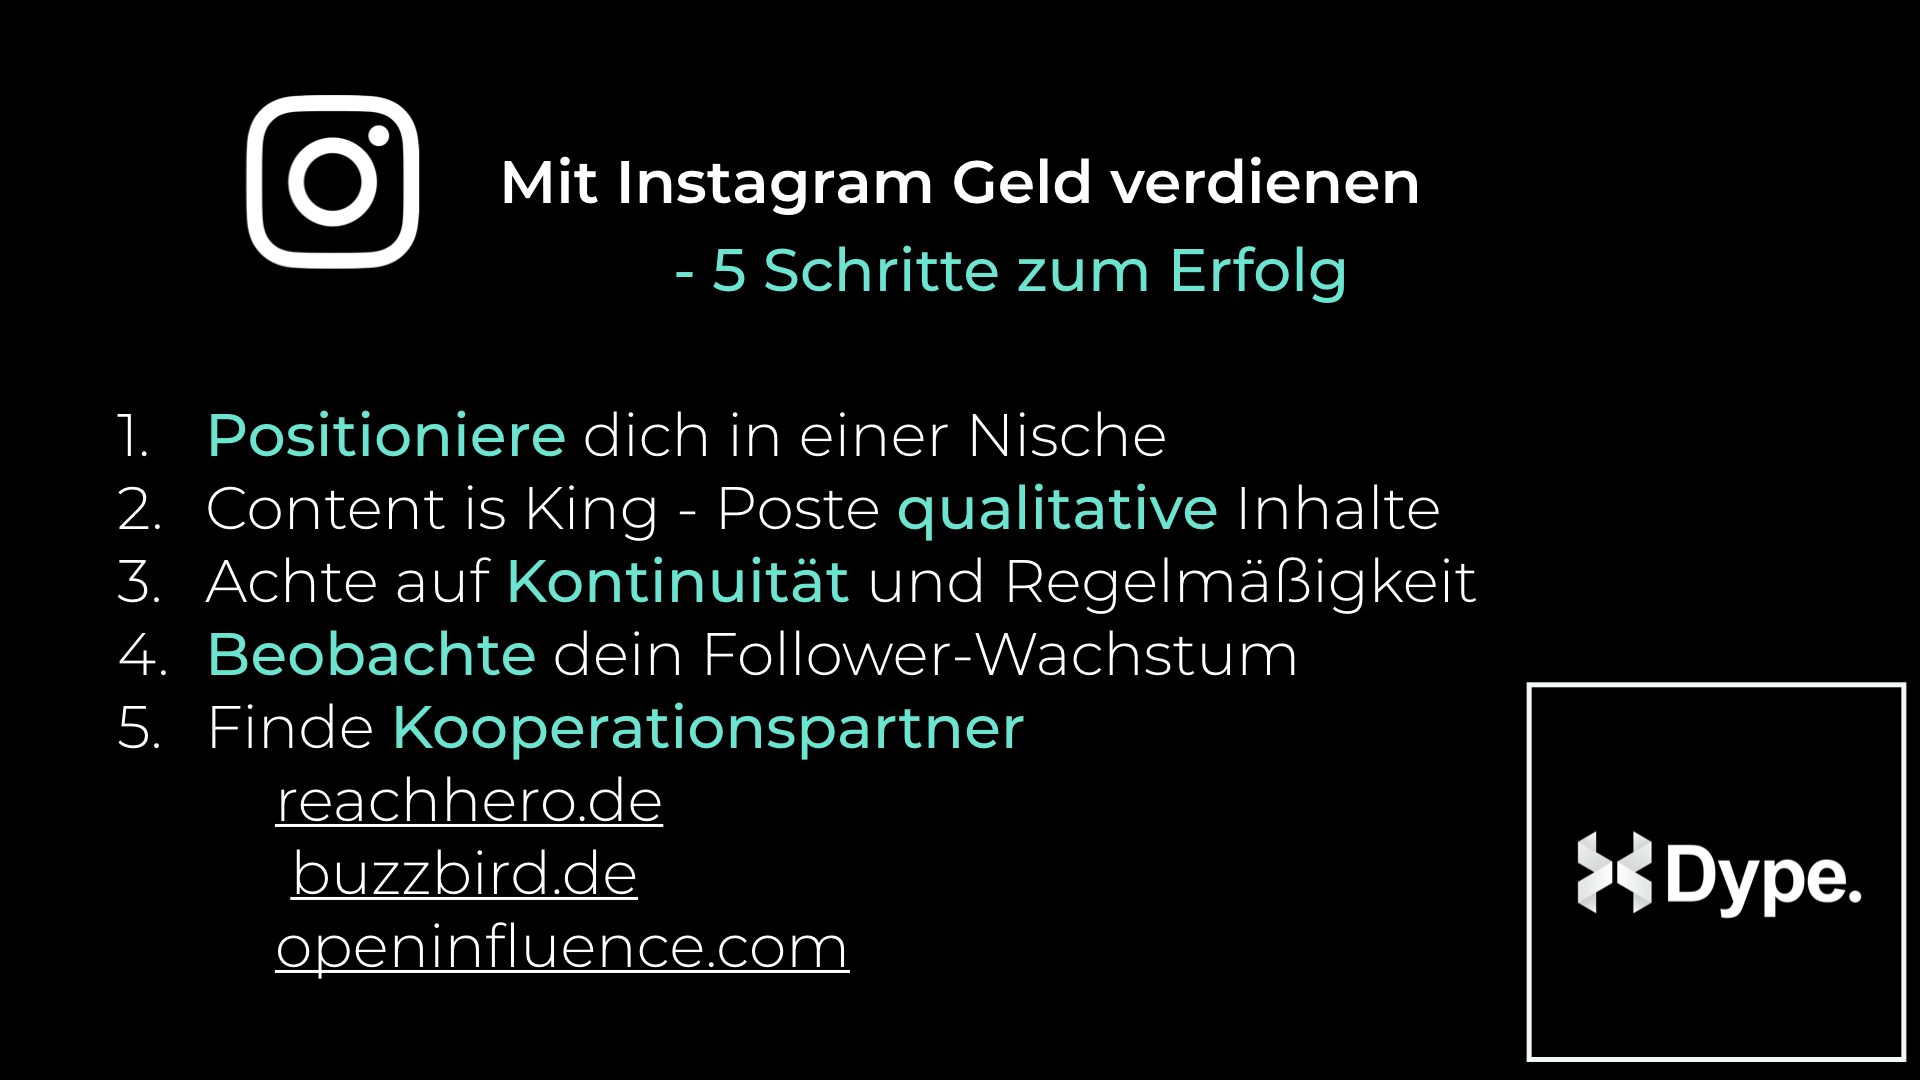 Mit Instagram Geld verdienen
- 5 Schritte zum Erfolg
1. Positioniere dich in einer Nische
2. Content is King - Poste qualitative Inhalte
3. Achte auf Kontinuität und Regelmäßigkeit
4. Beobachte dein Follower-Wachstum
5. Finde Kooperationspartner
reachhero.de
buzzbird.de
openinfluence.com
Dype.